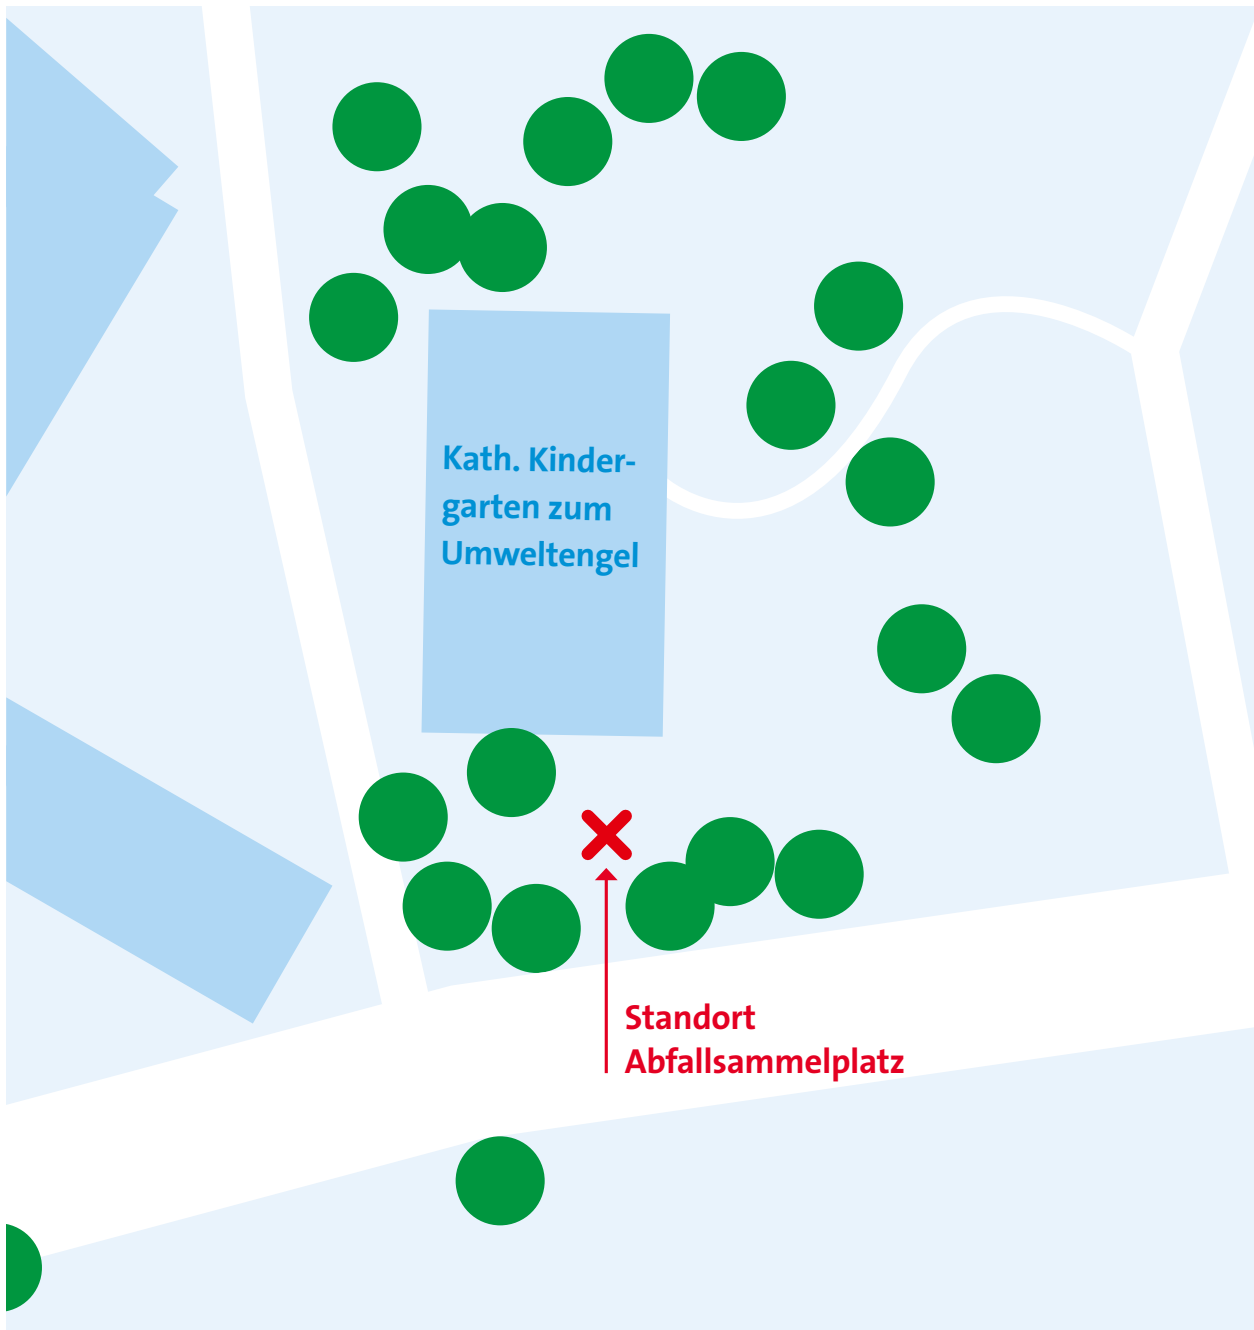 Kath. Kinder-
garten zum
Umweltengel
Standort
Abfallsammelplatz